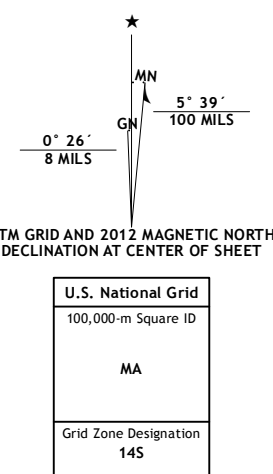 ★
MN
GN
5° 39´
100 MILS
0° 26´
8 MILS
TM GRID AND 2012 MAGNETIC NORTH
DECLINATION AT CENTER OF SHEET
U.S. National Grid
100,000-m Square ID
MA
Grid Zone Designation
14S